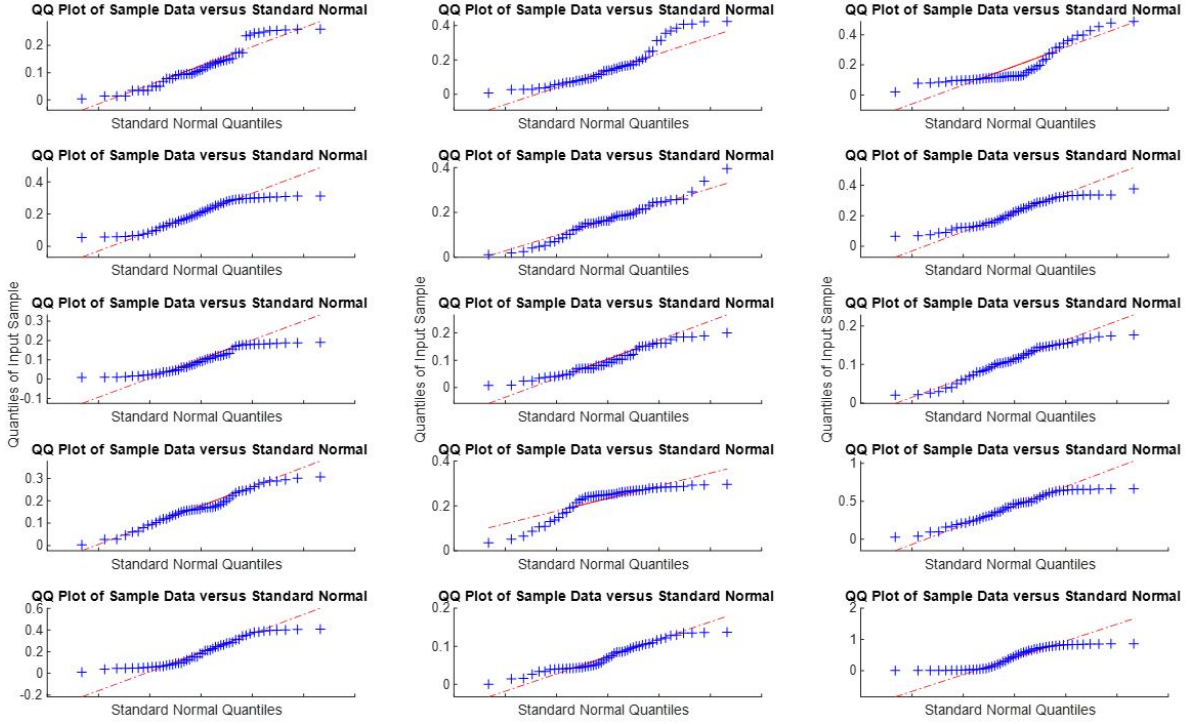 QQ Plot of Sample Data versus Standard Normal
0.2
0.1
0
Standard Normal Quantiles
QQ Plot of Sample Data versus Standard Normal
0.4
0.2
0
Standard Normal Quantiles
QQ Plot of Sample Data versus Standard Normal
0.4
0.2
0
Standard Normal Quantiles
QQ Plot of Sample Data versus Standard Normal
0.4
0.2
0
Standard Normal Quantiles
QQ Plot of Sample Data versus Standard Normal
0.4
0.2
0
Standard Normal Quantiles
QQ Plot of Sample Data versus Standard Normal
0.4
0.2
0
Standard Normal Quantiles
Quantiles of Input Sample
QQ Plot of Sample Data versus Standard Normal
0.3
0.2
0.1
0
-0.1
Standard Normal Quantiles
Quantiles of Input Sample
QQ Plot of Sample Data versus Standard Normal
0.2
0.1
0
Standard Normal Quantiles
Quantiles of Input Sample
QQ Plot of Sample Data versus Standard Normal
0.2
0.1
0
Standard Normal Quantiles
QQ Plot of Sample Data versus Standard Normal
0.3
0.2
0.1
0
Standard Normal Quantiles
QQ Plot of Sample Data versus Standard Normal
0.4
0.2
0
Standard Normal Quantiles
QQ Plot of Sample Data versus Standard Normal
1
0.5
0
Standard Normal Quantiles
QQ Plot of Sample Data versus Standard Normal
0.6
0.4
0.2
0
-0.2
Standard Normal Quantiles
QQ Plot of Sample Data versus Standard Normal
0.2
0.1
0
Standard Normal Quantiles
QQ Plot of Sample Data versus Standard Normal
2
1
0
Standard Normal Quantiles